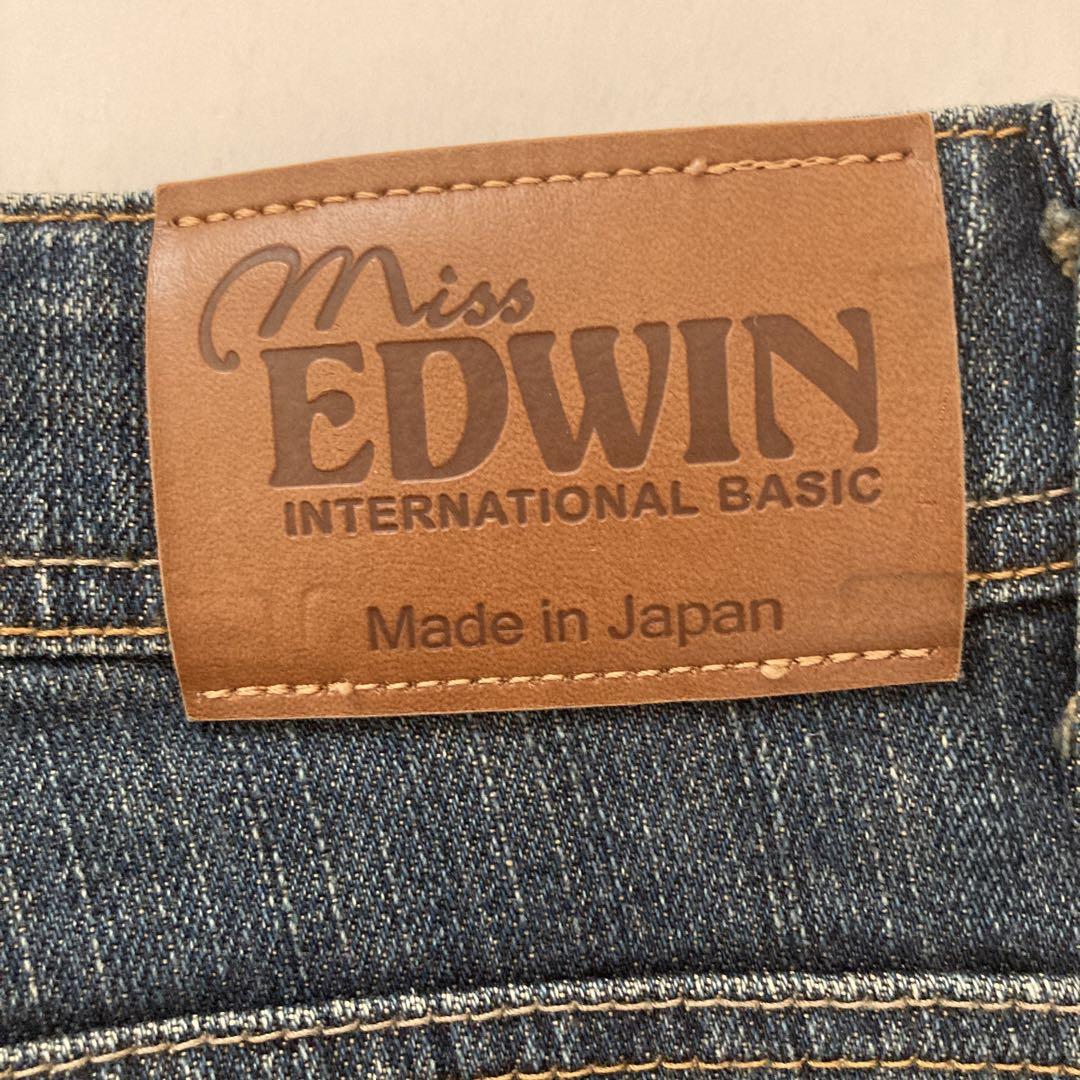 Miss
EDWIN
INTERNATIONAL BASIC
Made in Japan